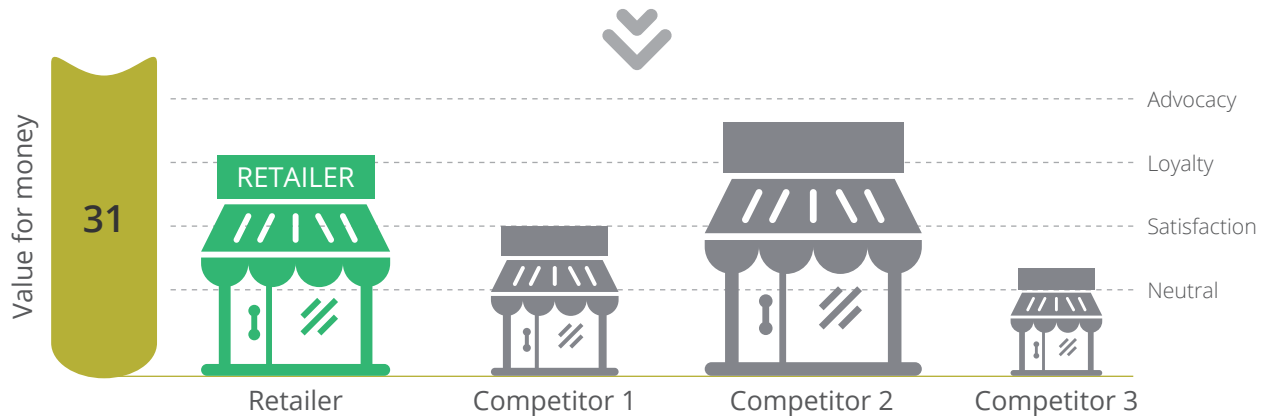 Value for money
31
RETAILER
Advocacy
Loyalty
Satisfaction
Neutral
Retailer
Competitor 1
Competitor 2
Competitor 3